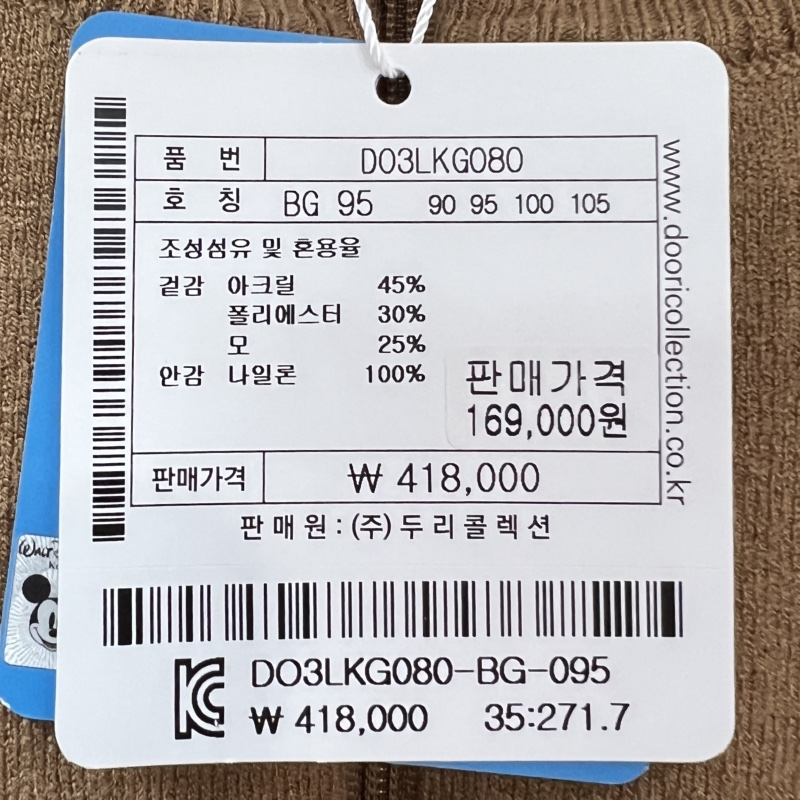 품 번 DO3LKG080
호 칭 BG 95 90 95 100 105
조성섬유 및 혼용율
겉감 아크릴 45%
폴리에스터 30%
모 25%
안감 나일론 100%
판매가격
169,000원
판매가격 ₩ 418,000
판매원 : (주)두리콜렉션
www.dooricollection.co.kr
DO3LKG080-BG-095
₩ 418,000 35:271.7